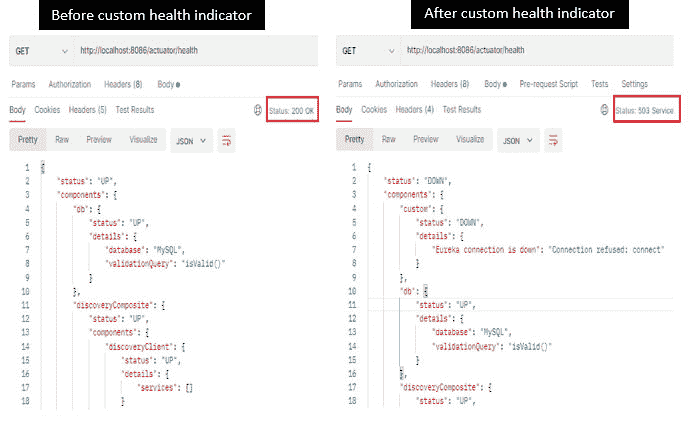 Before custom health indicator
GET
http://localhost:8086/actuator/health
Params Authorization Headers (8) Body
Body Cookies Headers (5) Test Results Status: 200 OK
Pretty Raw Preview Visualize JSON
1 {
2 "status": "UP",
3 "components": {
4 "db": {
5 "status": "UP",
6 "details": {
7 "database": "MySQL",
8 "validationQuery": "isValid()"
9 }
10 },
11 "discoveryComposite": {
12 "status": "UP",
13 "components": {
14 "discoveryClient": {
15 "status": "UP",
16 "details": {
17 "services": []
18 }
After custom health indicator
GET
http://localhost:8086/actuator/health
Params Authorization Headers (8) Body Pre-request Script Tests Settings
Body Cookies Headers (4) Test Results Status: 503 Service
Pretty Raw Preview Visualize JSON
1 {
2 "status": "DOWN",
3 "components": {
4 "custom": {
5 "status": "DOWN",
6 "details": {
7 "Eureka connection is down": "Connection refused: connect"
8 }
9 },
10 "db": {
11 "status": "UP",
12 "details": {
13 "database": "MySQL",
14 "validationQuery": "isValid()"
15 }
16 },
17 "discoveryComposite": {
18 "status": "UP",